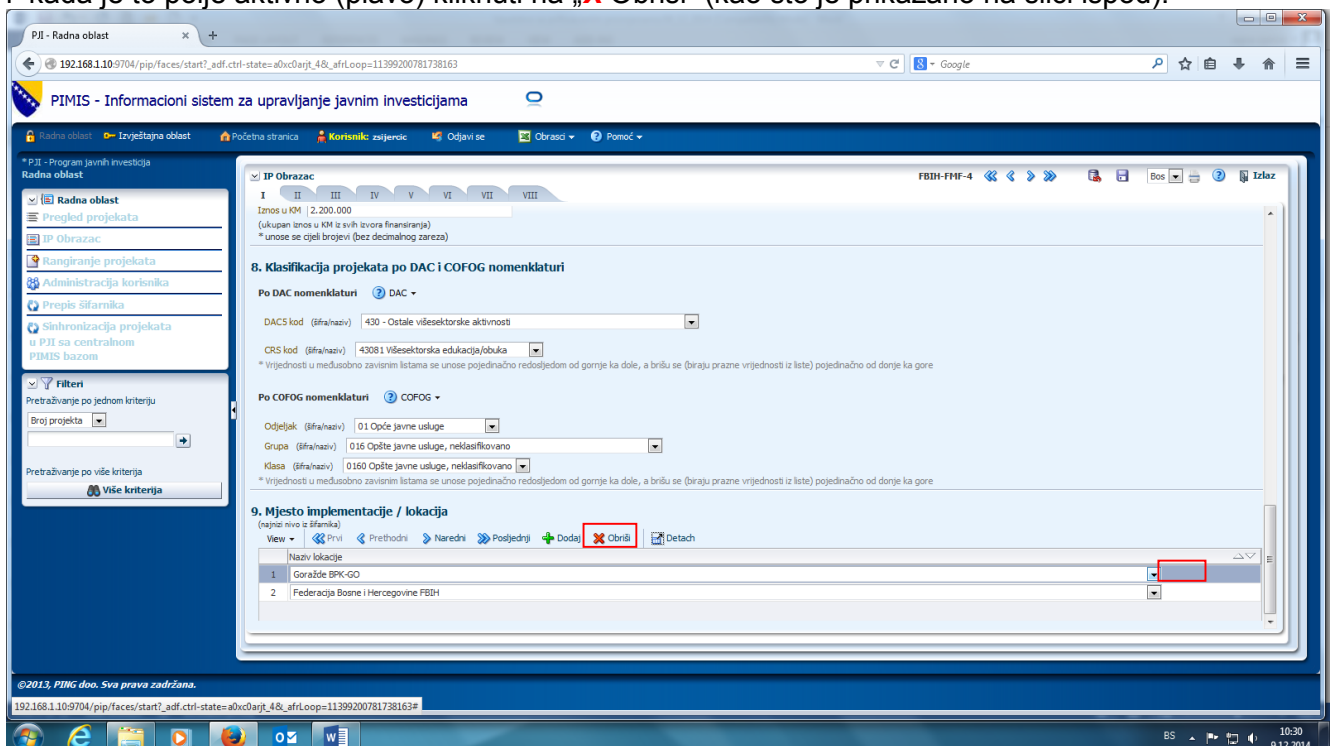 kada je to polje aktivno (plavo) kliknuti na „X Obriši" (kao što je prikazano na slici ispod).
PJI - Radna oblast
192.168.1.10:9704/pip/faces/start?_adf.ctrl-state=a0xc0arjt_4&_afrLoop=11399200781738163
Google
PIMIS - Informacioni sistem za upravljanje javnim investicijama
Radna oblast Izvještajna oblast Početna stranica Korisnik: zsijercic Odjavi se Obrasci Pomoć
* PJI - Program javnih investicija
Radna oblast
Radna oblast
Pregled projekata
IP Obrazac
Rangiranje projekata
Administracija korisnika
Prepis šifarnika
Sinhronizacija projekata
u PJI sa centralnom
PIMIS bazom
Filteri
Pretraživanje po jednom kriteriju
Broj projekta
Pretraživanje po više kriterija
Više kriterija
IP Obrazac FBIH-FMF-4 Bos Izlaz
I II III IV V VI VII VIII
Iznos u KM 2.200.000
(ukupan iznos u KM iz svih izvora finansiranja)
* unose se cijeli brojevi (bez decimalnog zareza)
8. Klasifikacija projekata po DAC i COFOG nomenklaturi
Po DAC nomenklaturi DAC
DAC5 kod (šifra/naziv) 430 - Ostale višesektorske aktivnosti
CRS kod (šifra/naziv) 43081 Višesektorska edukacija/obuka
* Vrijednosti u međusobno zavisnim listama se unose pojedinačno redosljedom od gornje ka dole, a brišu se (biraju prazne vrijednosti iz liste) pojedinačno od donje ka gore
Po COFOG nomenklaturi COFOG
Odjeljak (šifra/naziv) 01 Opće javne usluge
Grupa (šifra/naziv) 016 Opšte javne usluge, neklasifikovano
Klasa (šifra/naziv) 0160 Opšte javne usluge, neklasifikovano
* Vrijednosti u međusobno zavisnim listama se unose pojedinačno redosljedom od gornje ka dole, a brišu se (biraju prazne vrijednosti iz liste) pojedinačno od donje ka gore
9. Mjesto implementacije / lokacija
(najniži nivo iz šifarnika)
View Prvi Prethodni Naredni Posljednji Dodaj Obriši Detach
Naziv lokacije
1 Goražde BPK-GO
2 Federacija Bosne i Hercegovine FBIH
©2013, PING doo. Sva prava zadržana.
192.168.1.10:9704/pip/faces/start?_adf.ctrl-state=a0xc0arjt_4&_afrLoop=11399200781738163#
BS 10:30
9.12.2014